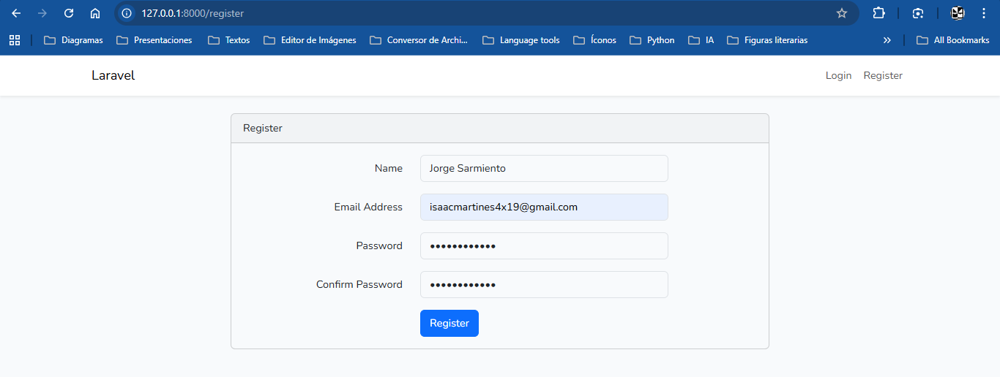 127.0.0.1:8000/register
Diagramas Presentaciones Textos Editor de Imágenes Conversor de Archi... Language tools Íconos Python IA Figuras literarias » All Bookmarks
Laravel Login Register
Register
Name Jorge Sarmiento
Email Address isaacmartines4x19@gmail.com
Password ••••••••••••
Confirm Password ••••••••••••
Register